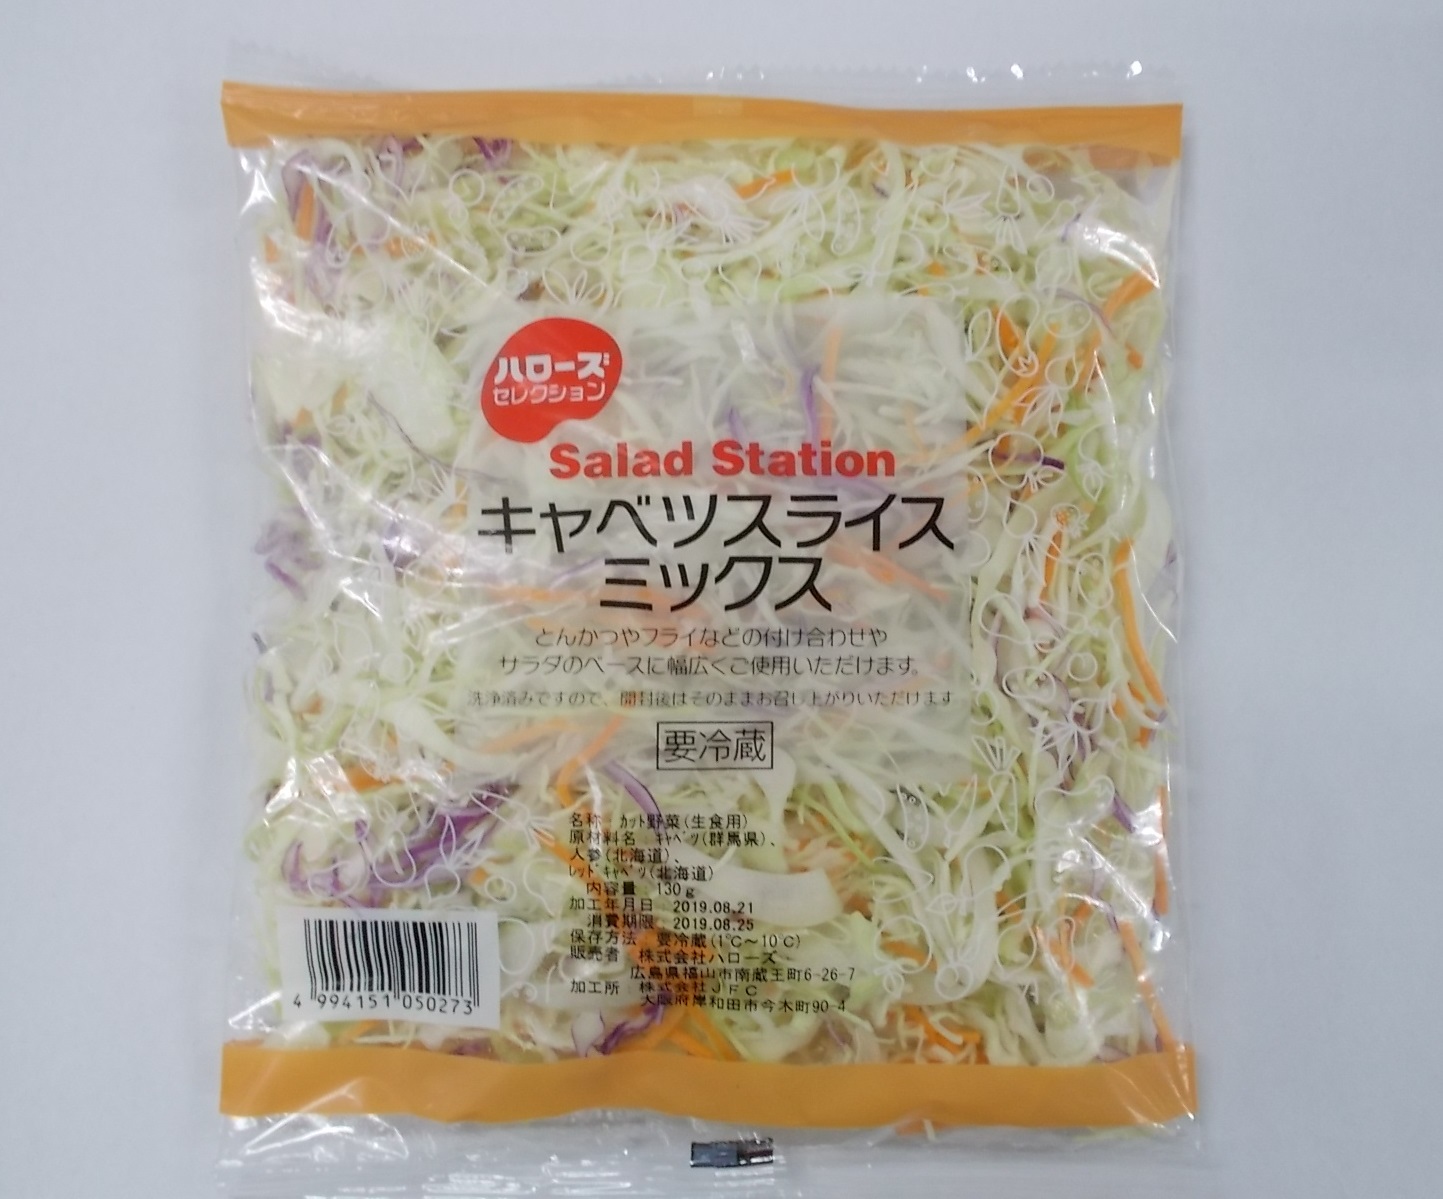 ハローズ
セレクション
Salad Station
キャベツスライス
ミックス
とんかつやフライなどの付け合わせや
サラダのベースに幅広くご使用いただけます。
洗浄済みですので、開封後はそのままお召し上がりいただけます
要冷蔵
名称 カット野菜(生食用)
原材料名 キャベツ(群馬県)、
人参(北海道)、
レッドキャベツ(北海道)
内容量 130g
加工年月日 2019.08.21
消費期限 2019.08.25
保存方法 要冷蔵(1℃～10℃)
販売者 株式会社ハローズ
広島県福山市南蔵王町6-26-7
加工所 株式会社JFC
大阪府岸和田市今木町90-4
4 994151 050273